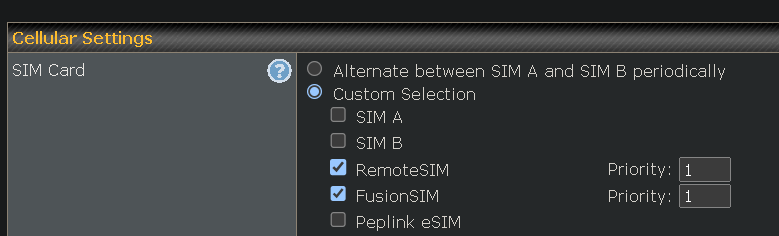 Cellular Settings
SIM Card ? Alternate between SIM A and SIM B periodically
Custom Selection
SIM A
SIM B
RemoteSIM Priority: 1
FusionSIM Priority: 1
Peplink eSIM